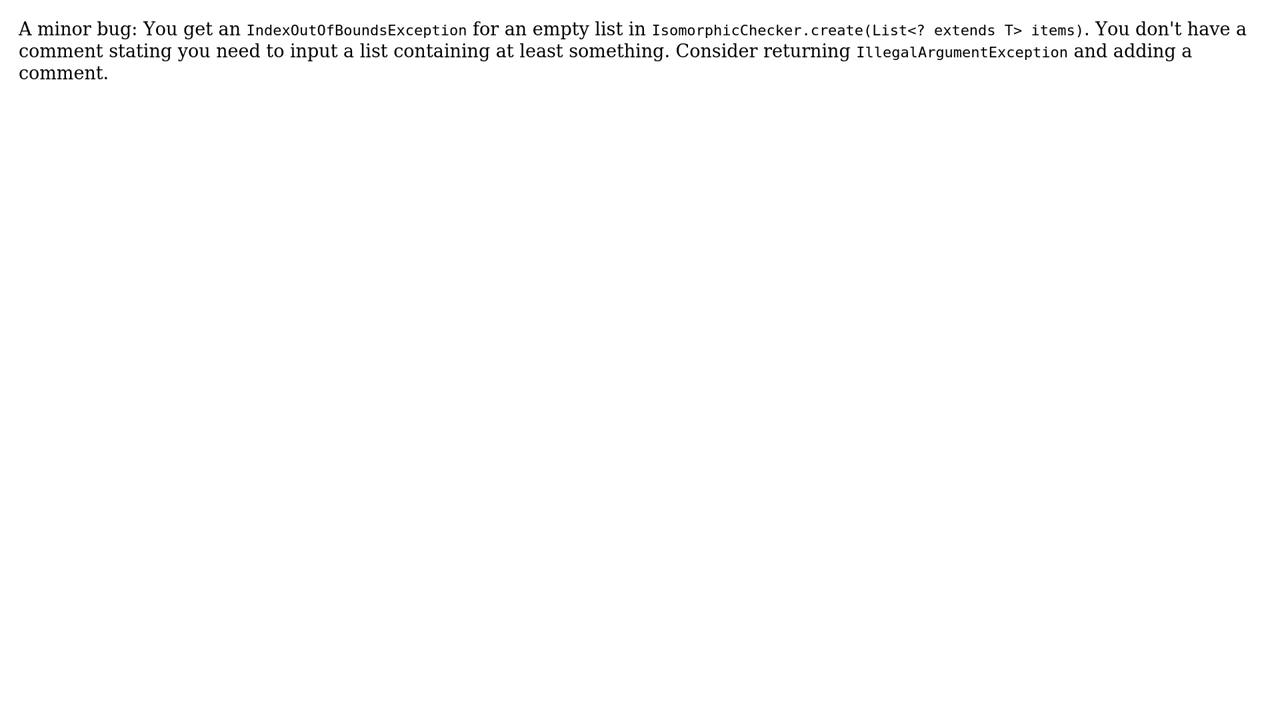 A minor bug: You get an IndexOutOfBoundsException for an empty list in IsomorphicChecker.create(List<? extends T> items). You don't have a
comment stating you need to input a list containing at least something. Consider returning IllegalArgumentException and adding a
comment.